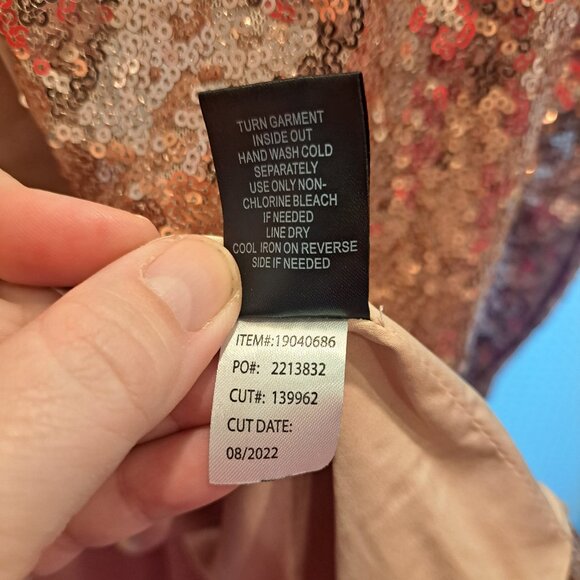 TURN GARMENT
INSIDE OUT
HAND WASH COLD
SEPARATELY
USE ONLY NON-
CHLORINE BLEACH
IF NEEDED
LINE DRY
COOL IRON ON REVERSE
SIDE IF NEEDED
ITEM#:19040686
PO#: 2213832
CUT#: 139962
CUT DATE:
08/2022